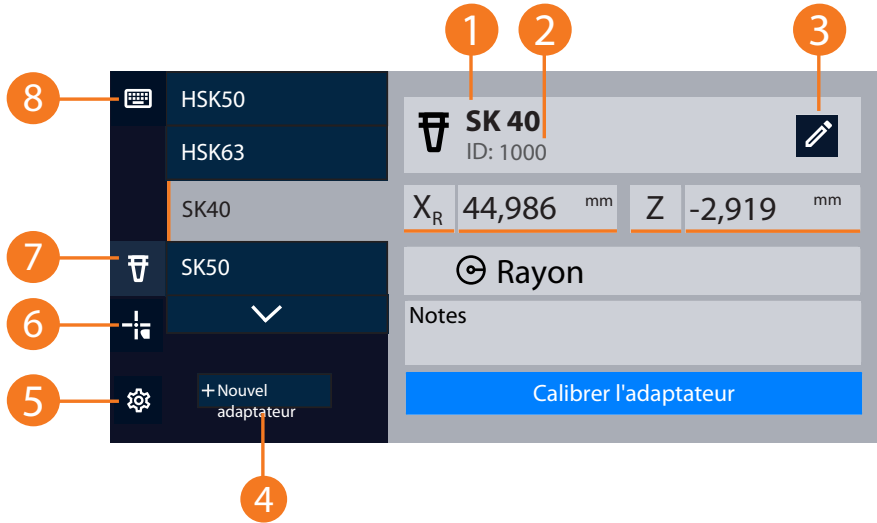 1
2
3
8
HSK50
HSK63
SK40
SK50
7
6
5
+Nouvel
adaptateur
4
SK 40
ID: 1000
XR 44,986 mm Z -2,919 mm
Rayon
Notes
Calibrer l'adaptateur